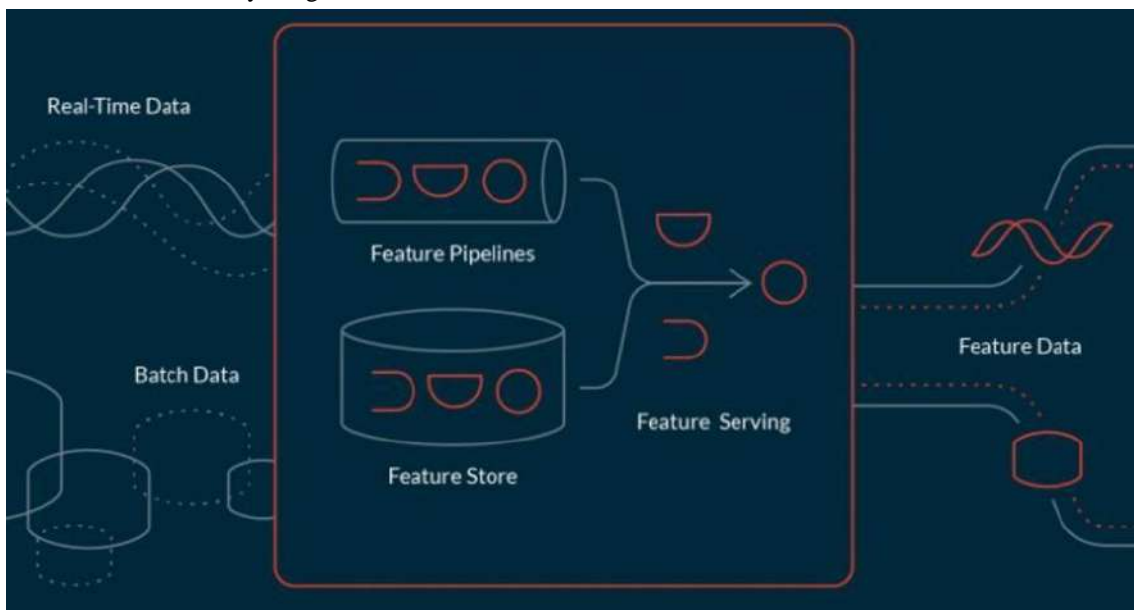 Real-Time Data
Feature Pipelines
Batch Data
Feature Store
Feature Serving
Feature Data